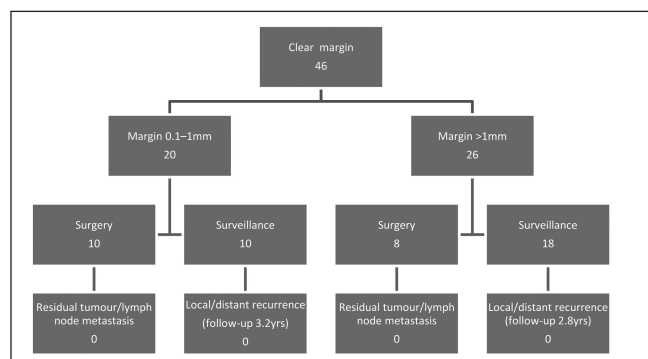 Clear margin
46
Margin 0.1–1mm
20
Margin >1mm
26
Surgery
10
Surveillance
10
Surgery
8
Surveillance
18
Residual tumour/lymph
node metastasis
0
Local/distant recurrence
(follow-up 3.2yrs)
0
Residual tumour/lymph
node metastasis
0
Local/distant recurrence
(follow-up 2.8yrs)
0